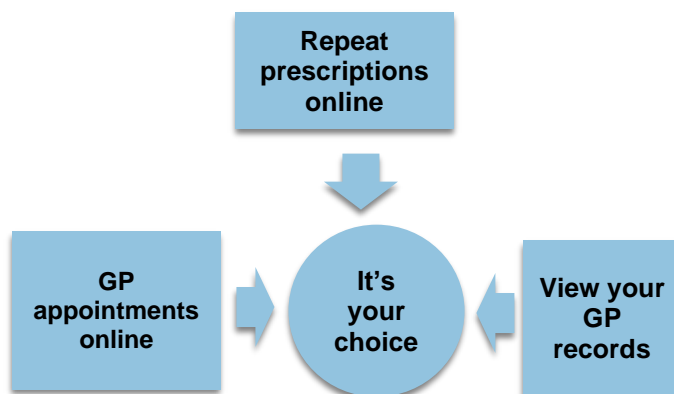 Repeat
prescriptions
online
GP
appointments
online
It's
your
choice
View your
GP
records